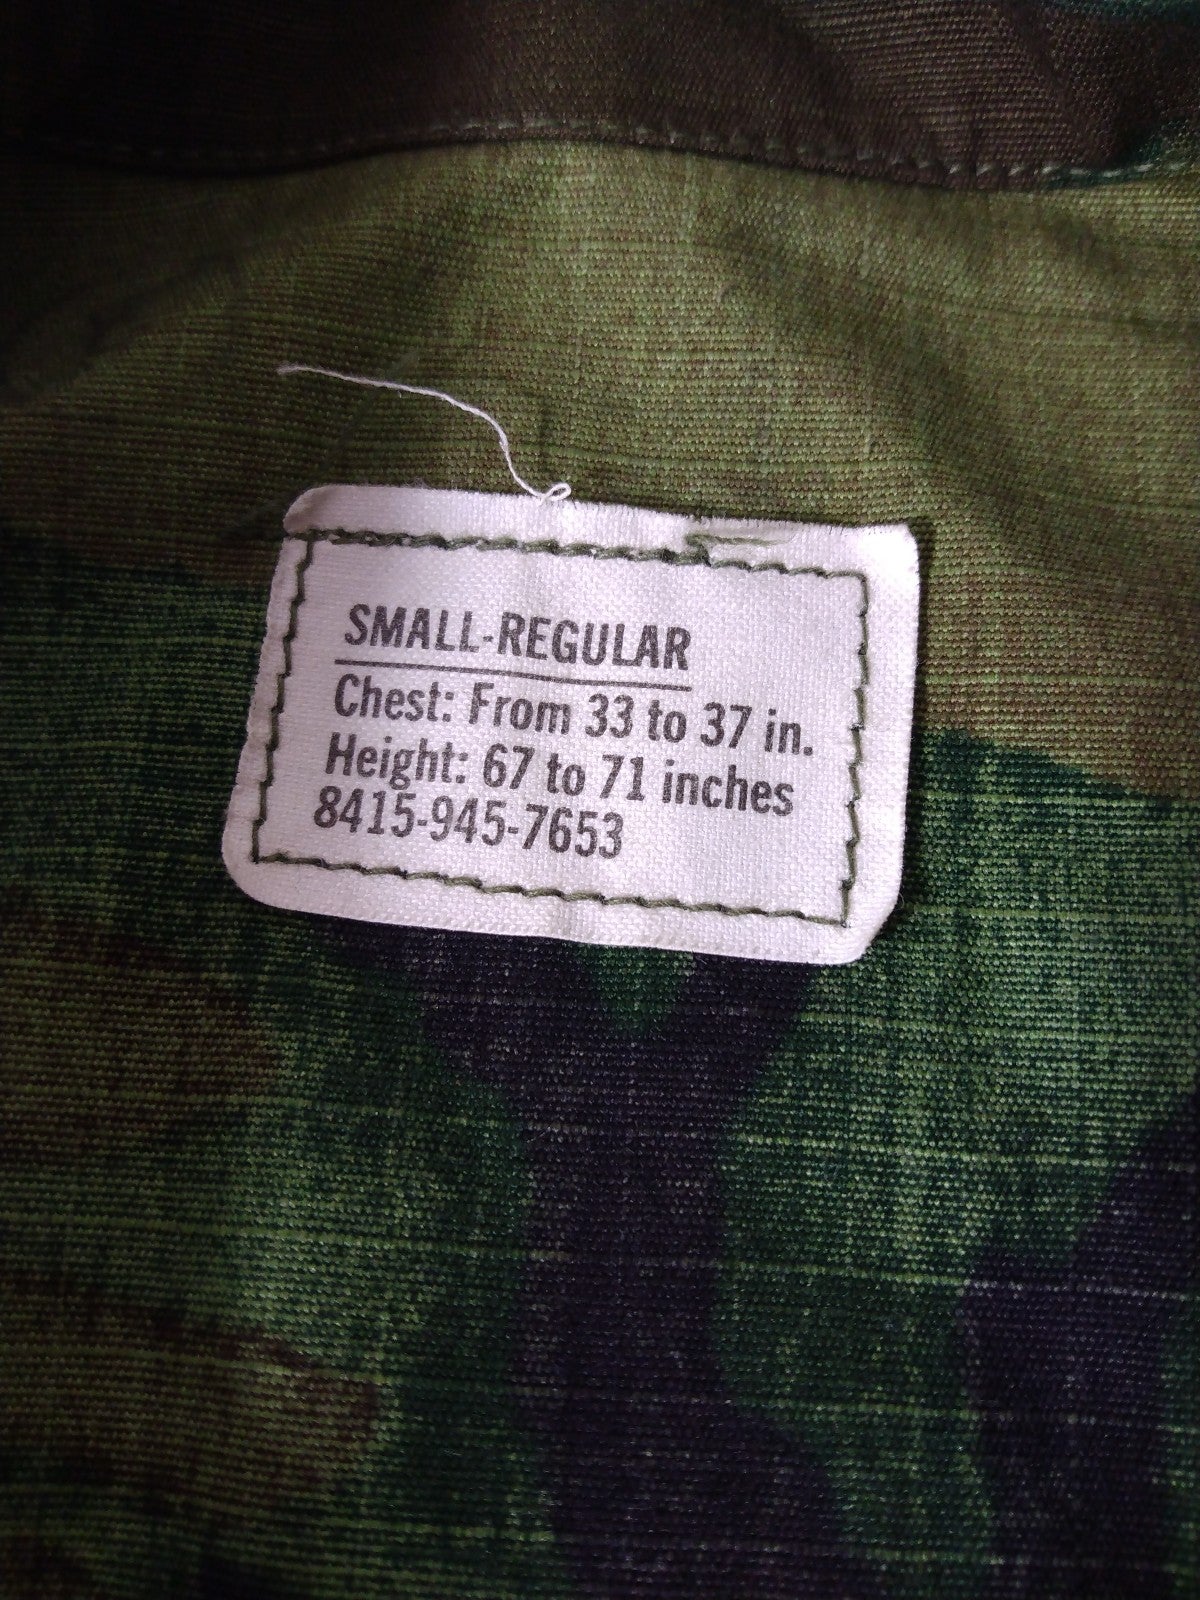 SMALL-REGULAR
Chest: From 33 to 37 in.
Height: 67 to 71 inches
8415-945-7653